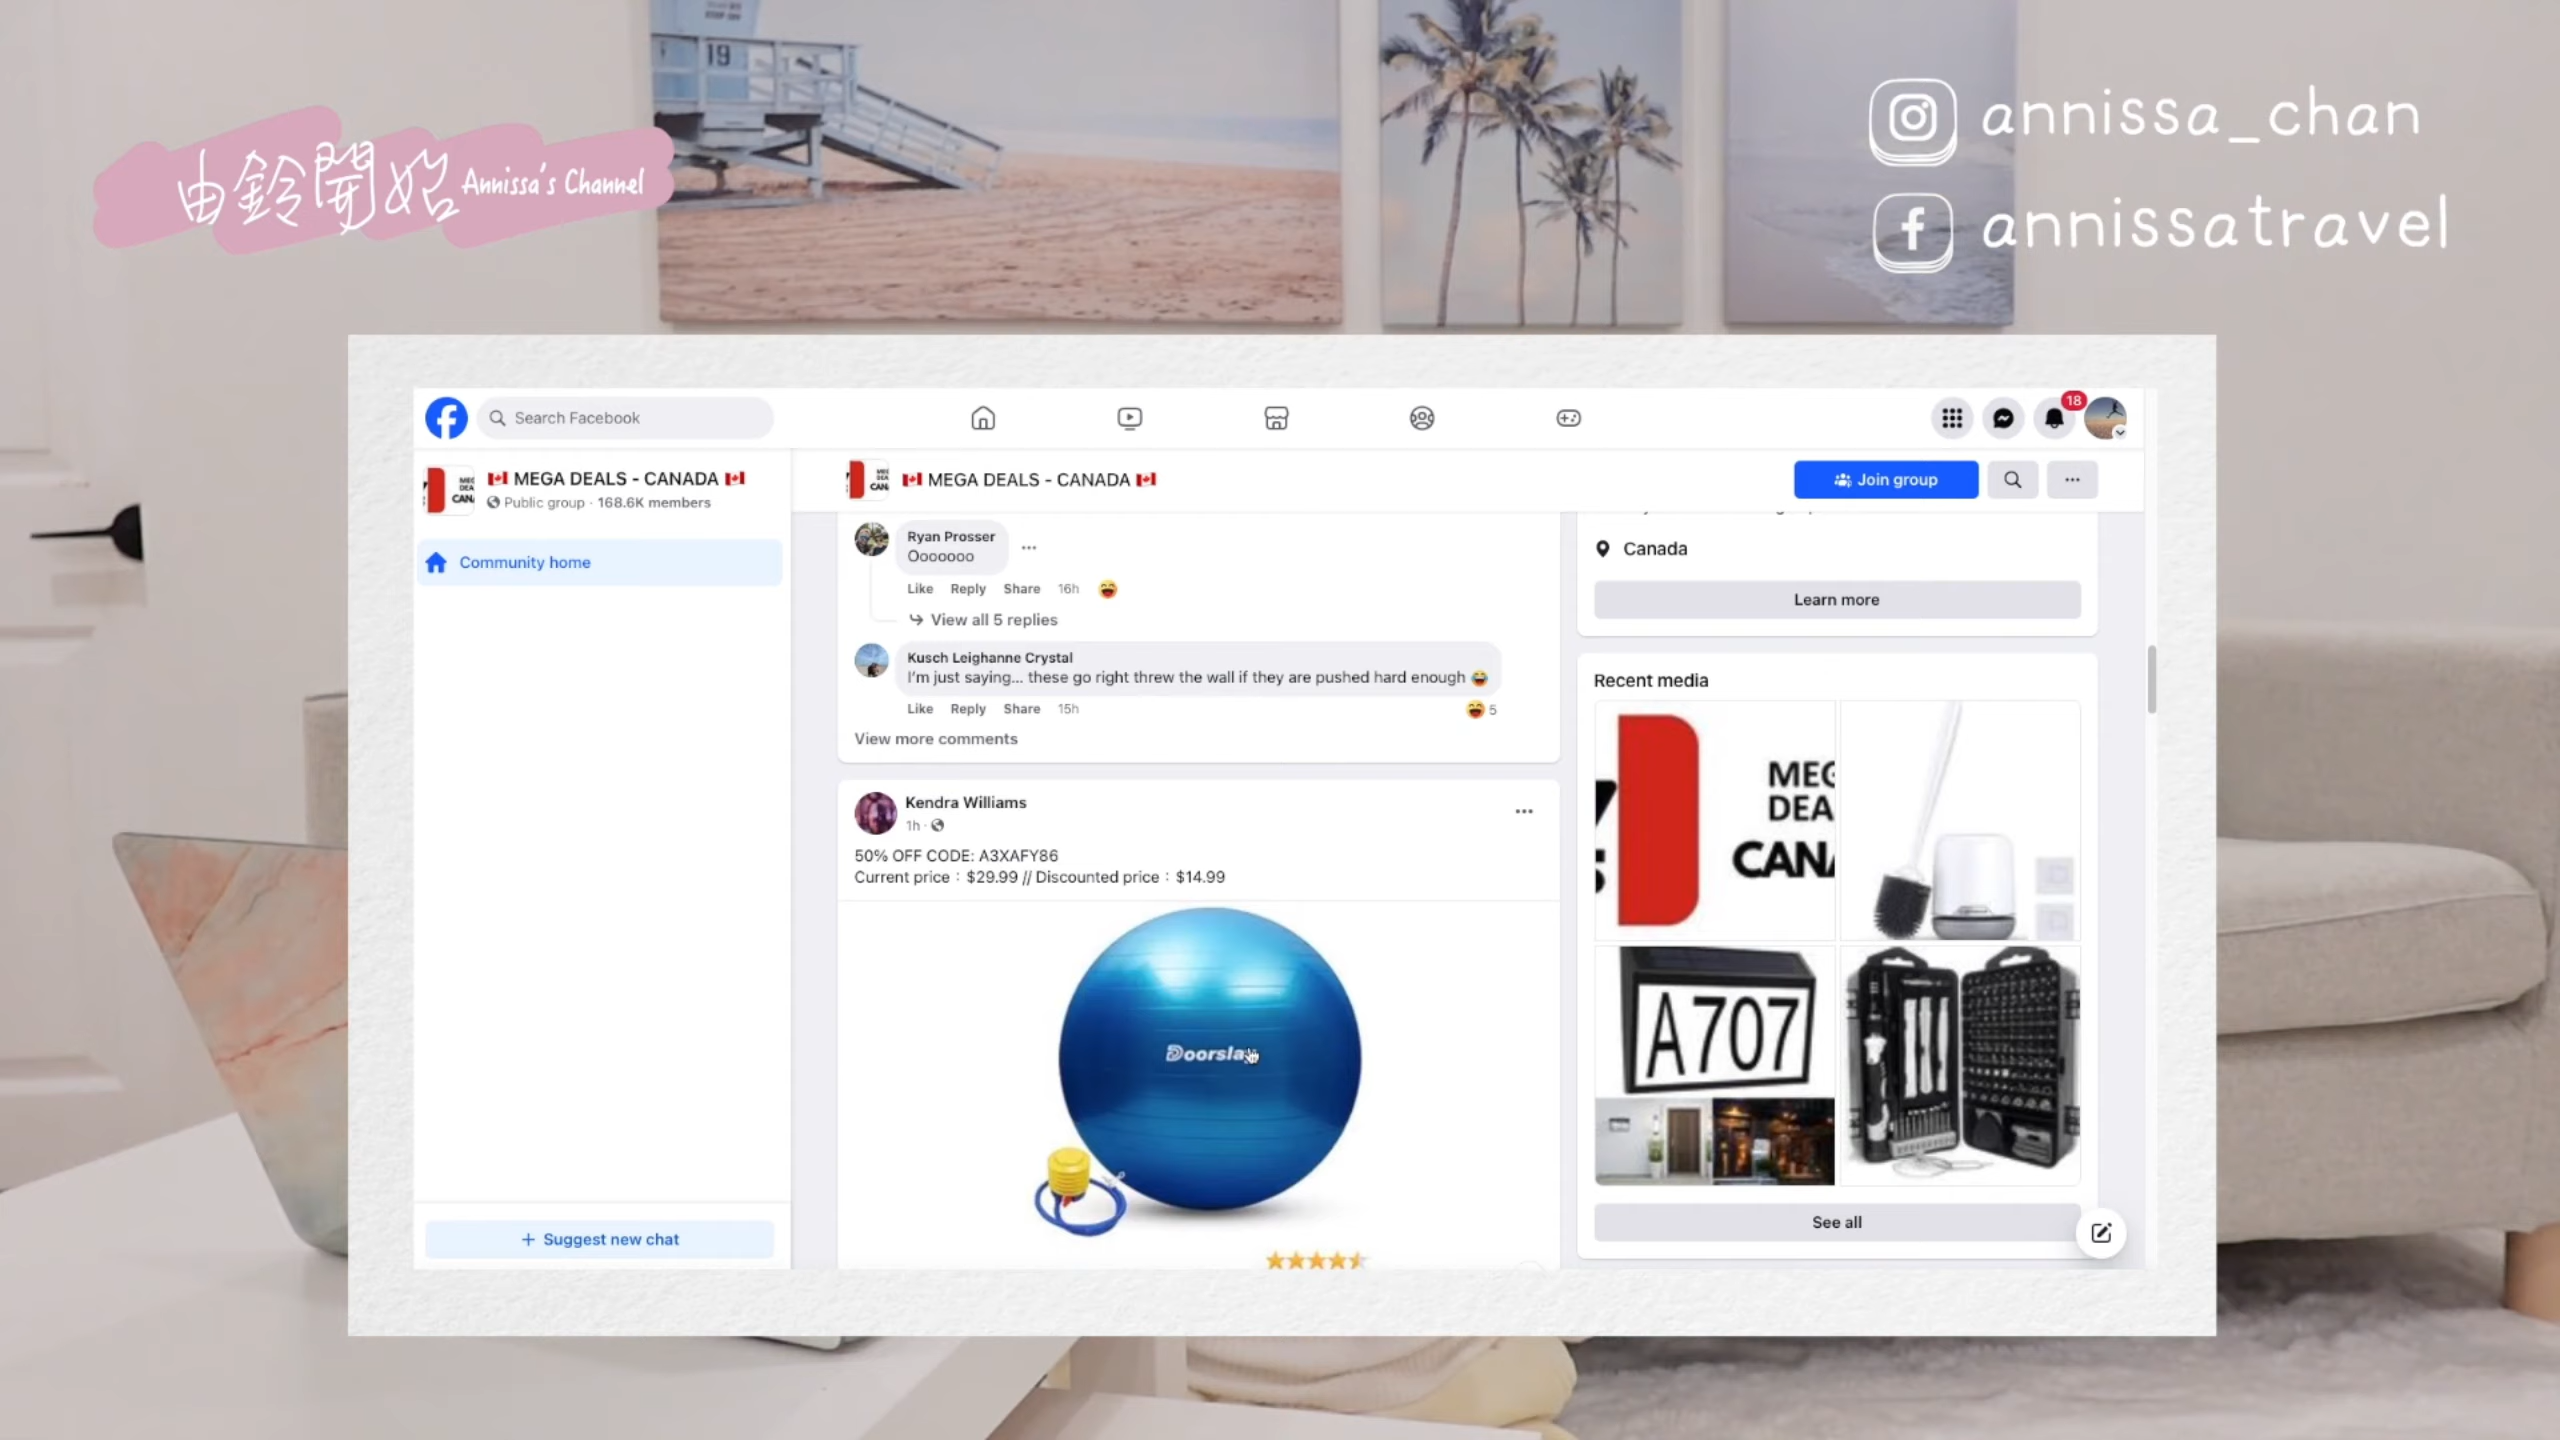 19
由鈴開始 Annissa's Channel
annissa_chan
annissatravel
Search Facebook
18
MEGA DEALS - CANADA
Public group · 168.6K members
MEGA DEALS - CANADA
Join group
Community home
Ryan Prosser
Ooooooo
Like Reply Share 16h
View all 5 replies
Kusch Leighanne Crystal
I'm just saying... these go right threw the wall if they are pushed hard enough
Like Reply Share 15h
5
View more comments
Kendra Williams
1h
50% OFF CODE: A3XAFY86
Current price : $29.99 // Discounted price : $14.99
Canada
Learn more
Recent media
MEG
DEA
CANA
A707
See all
+ Suggest new chat